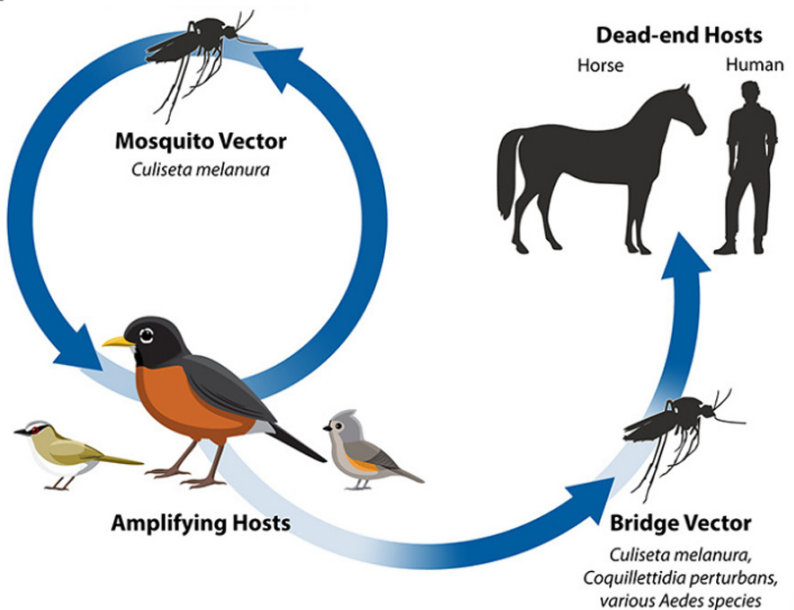 Mosquito Vector
Culiseta melanura
Dead-end Hosts
Horse
Human
Amplifying Hosts
Bridge Vector
Culiseta melanura,
Coquillettidia perturbans,
various Aedes species